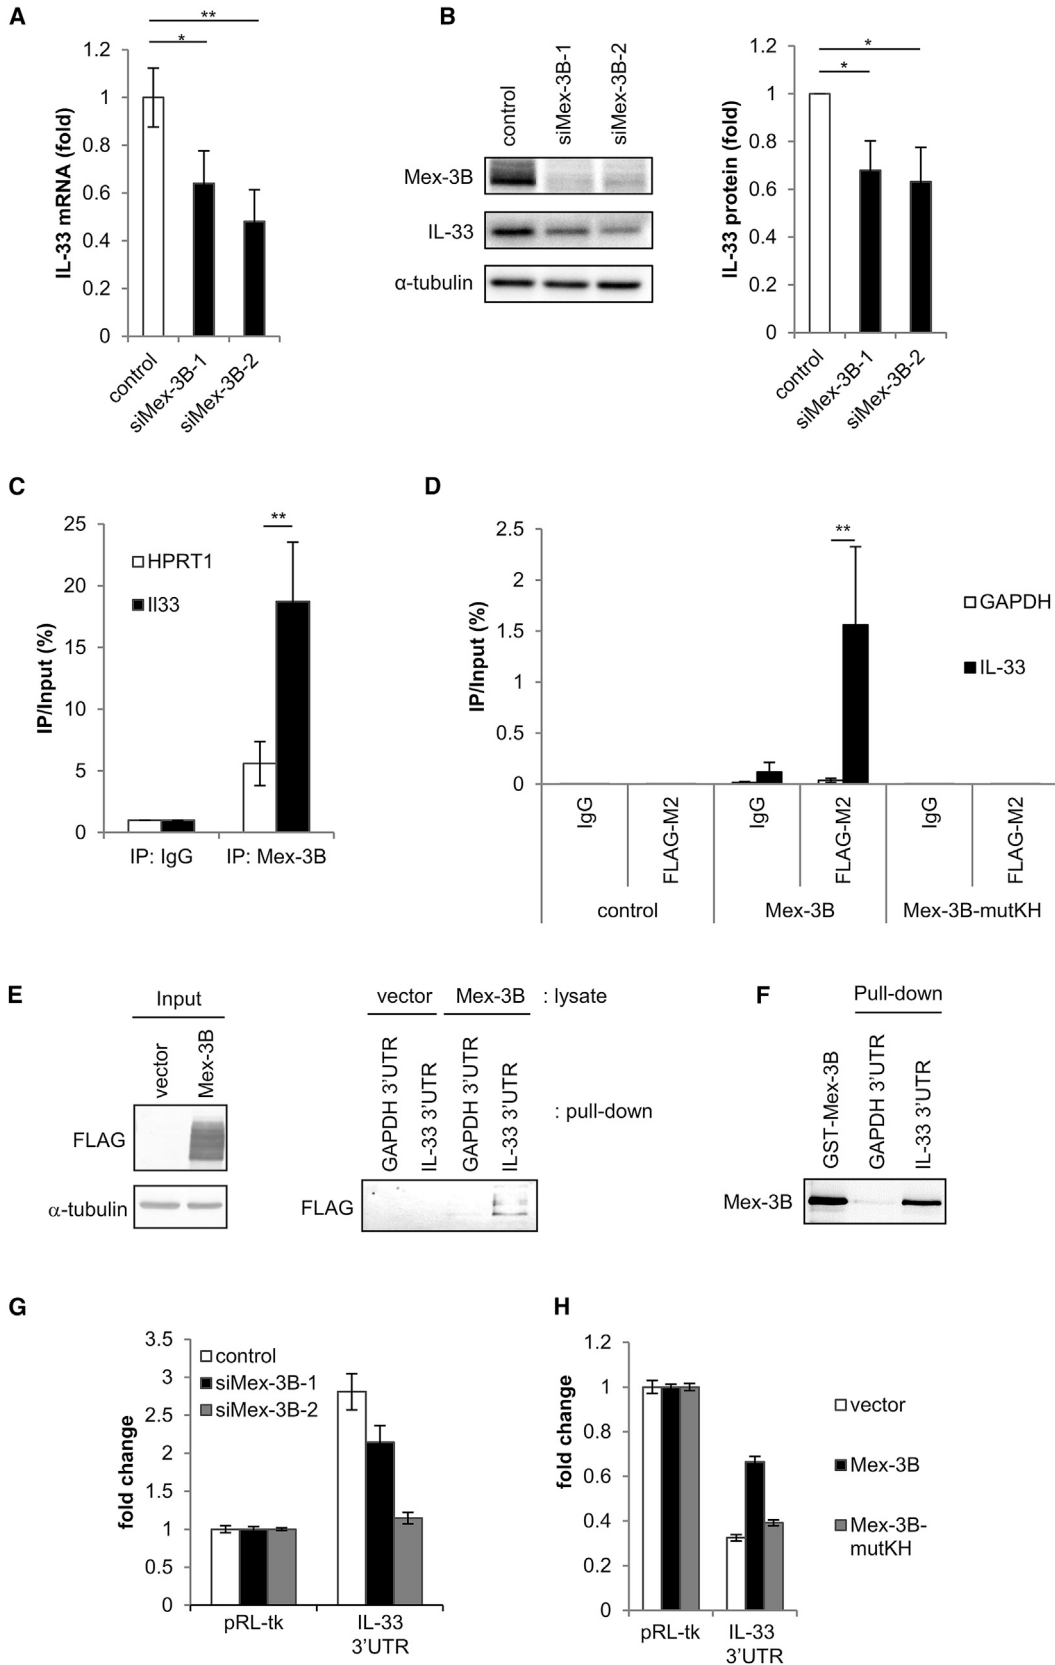 A
IL-33 mRNA (fold)
1.2
1
0.8
0.6
0.4
0.2
0
**
*
control
siMex-3B-1
siMex-3B-2
B
control
siMex-3B-1
siMex-3B-2
Mex-3B
IL-33
α-tubulin
IL-33 protein (fold)
1.2
1
0.8
0.6
0.4
0.2
0
*
*
control
siMex-3B-1
siMex-3B-2
C
IP/Input (%)
25
20
15
10
5
0
HPRT1
Il33
**
IP: IgG
IP: Mex-3B
D
IP/Input (%)
2.5
2
1.5
1
0.5
0
**
GAPDH
IL-33
IgG
FLAG-M2
IgG
FLAG-M2
IgG
FLAG-M2
control
Mex-3B
Mex-3B-mutKH
E
Input
vector
Mex-3B
FLAG
α-tubulin
vector
Mex-3B
: lysate
GAPDH 3'UTR
IL-33 3'UTR
GAPDH 3'UTR
IL-33 3'UTR
: pull-down
FLAG
F
Pull-down
GST-Mex-3B
GAPDH 3'UTR
IL-33 3'UTR
Mex-3B
G
fold change
3.5
3
2.5
2
1.5
1
0.5
0
control
siMex-3B-1
siMex-3B-2
pRL-tk
IL-33
3'UTR
H
fold change
1.2
1
0.8
0.6
0.4
0.2
0
vector
Mex-3B
Mex-3B-
mutKH
pRL-tk
IL-33
3'UTR